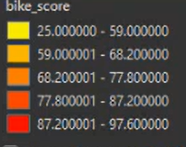 bike_score
25.000000 - 59.000000
59.000001 - 68.200000
68.200001 - 77.800000
77.800001 - 87.200000
87.200001 - 97.600000